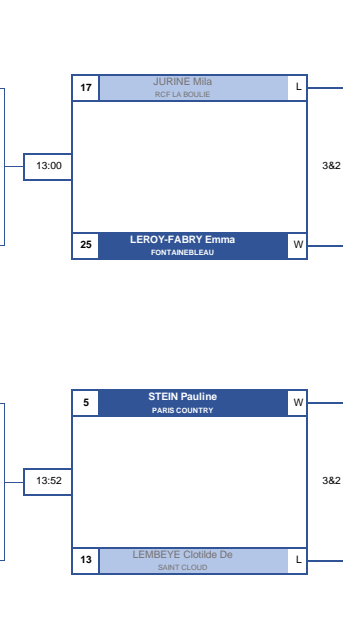 17 JURINE Mila L
RCF LA BOULIE
13:00 3&2
25 LEROY-FABRY Emma W
FONTAINEBLEAU
5 STEIN Pauline W
PARIS COUNTRY
13:52 3&2
13 LEMBEYE Clotilde De L
SAINT CLOUD